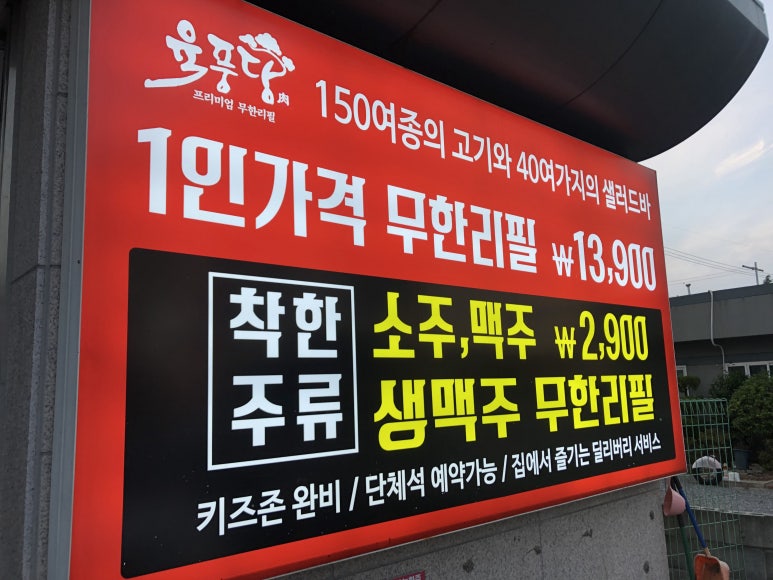 육풍당
프리미엄 무한리필 肉
150여종의 고기와 40여가지의 샐러드바
1인가격 무한리필 ₩13,900
착한
주류
소주,맥주 ₩2,900
생맥주 무한리필
키즈존 완비 / 단체석 예약가능 / 집에서 즐기는 딜리버리 서비스